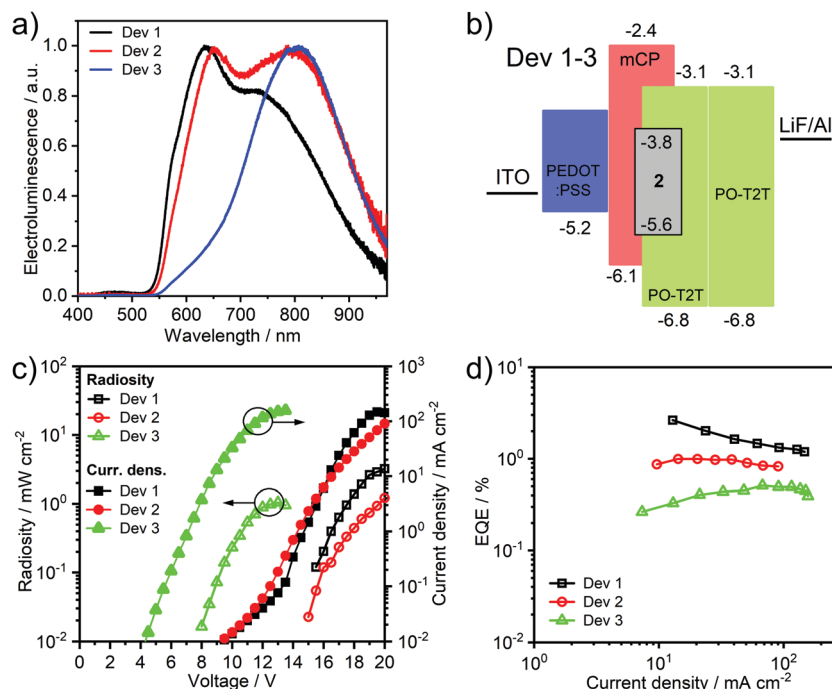 a)
Dev 1
Dev 2
Dev 3
1.0
0.8
0.6
0.4
0.2
0.0
Electroluminescence / a.u.
400 500 600 700 800 900
Wavelength / nm
b)
Dev 1-3
-2.4
mCP
-3.1 -3.1
LiF/Al
-3.8
ITO
PEDOT
:PSS
2
PO-T2T
-5.6
-5.2
-6.1
PO-T2T
-6.8 -6.8
c)
Radiosity
Dev 1
Dev 2
Dev 3
Curr. dens.
Dev 1
Dev 2
Dev 3
10²
10¹
10⁰
10⁻¹
10⁻²
Radiosity / mW cm⁻²
10³
10²
10¹
10⁰
10⁻¹
10⁻²
Current density / mA cm⁻²
0 2 4 6 8 10 12 14 16 18 20
Voltage / V
d)
10¹
10⁰
10⁻¹
10⁻²
EQE / %
Dev 1
Dev 2
Dev 3
10⁰ 10¹ 10²
Current density / mA cm⁻²